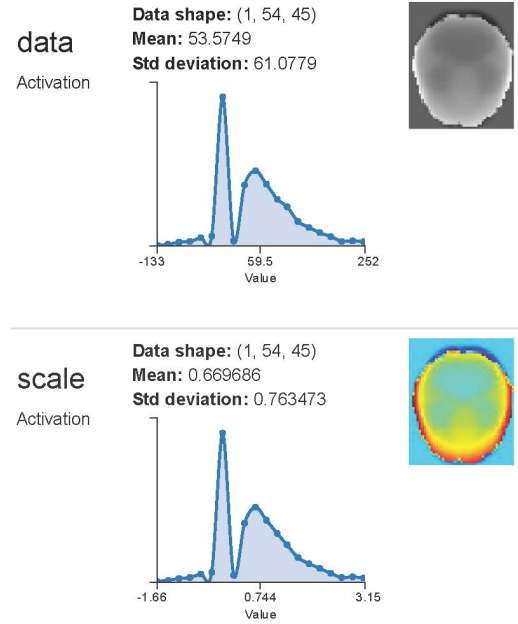 data
Activation
Data shape: (1, 54, 45)
Mean: 53.5749
Std deviation: 61.0779
-133 59.5 252
Value
scale
Activation
Data shape: (1, 54, 45)
Mean: 0.669686
Std deviation: 0.763473
-1.66 0.744 3.15
Value